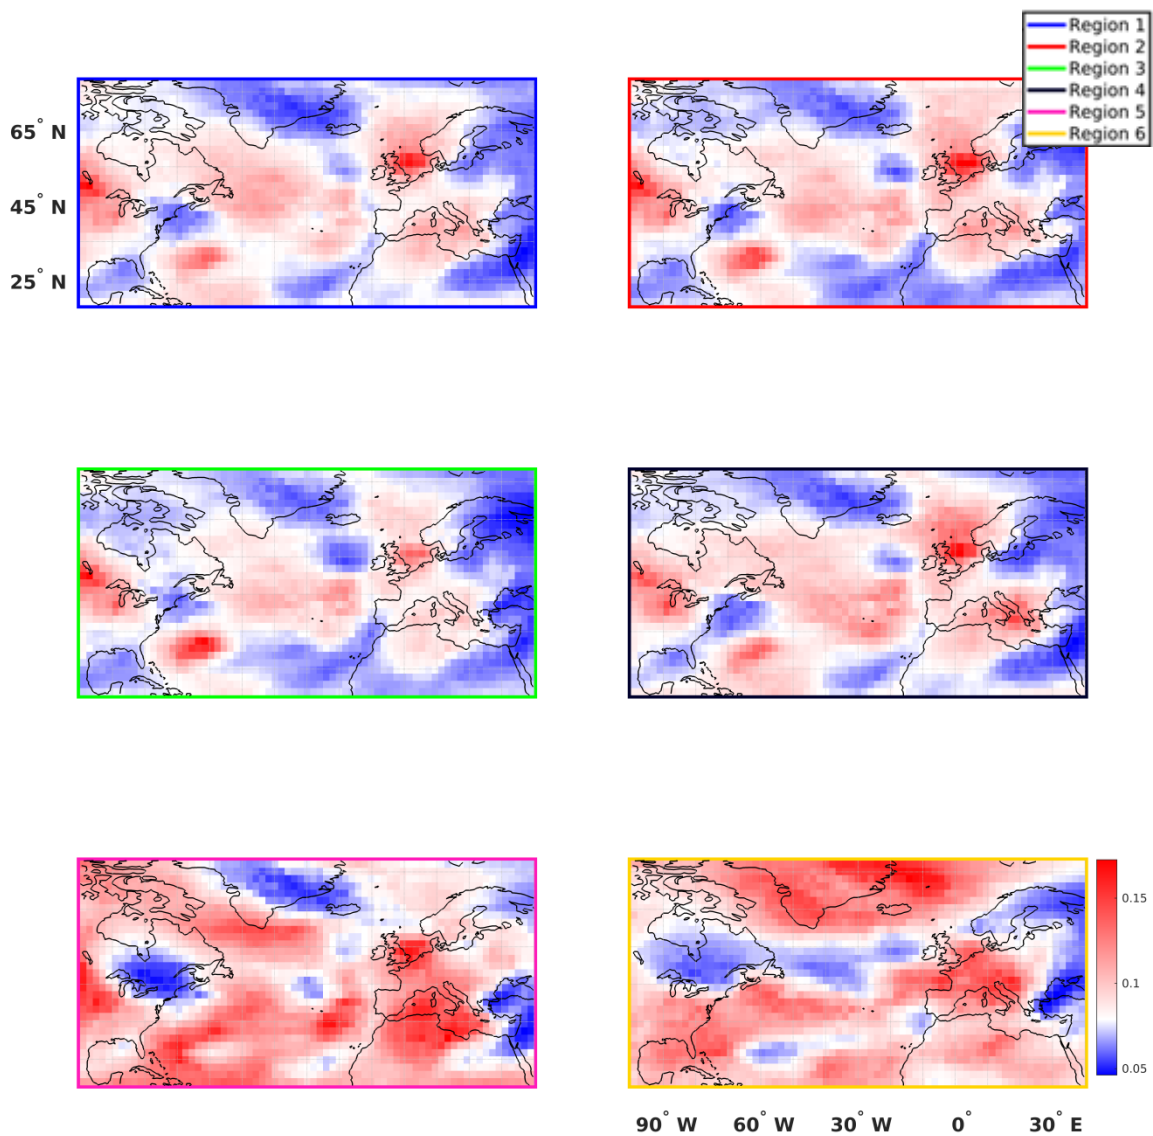 Region 1
Region 2
Region 3
Region 4
Region 5
Region 6
65° N
45° N
25° N
0.15
0.1
0.05
90° W 60° W 30° W 0° 30° E